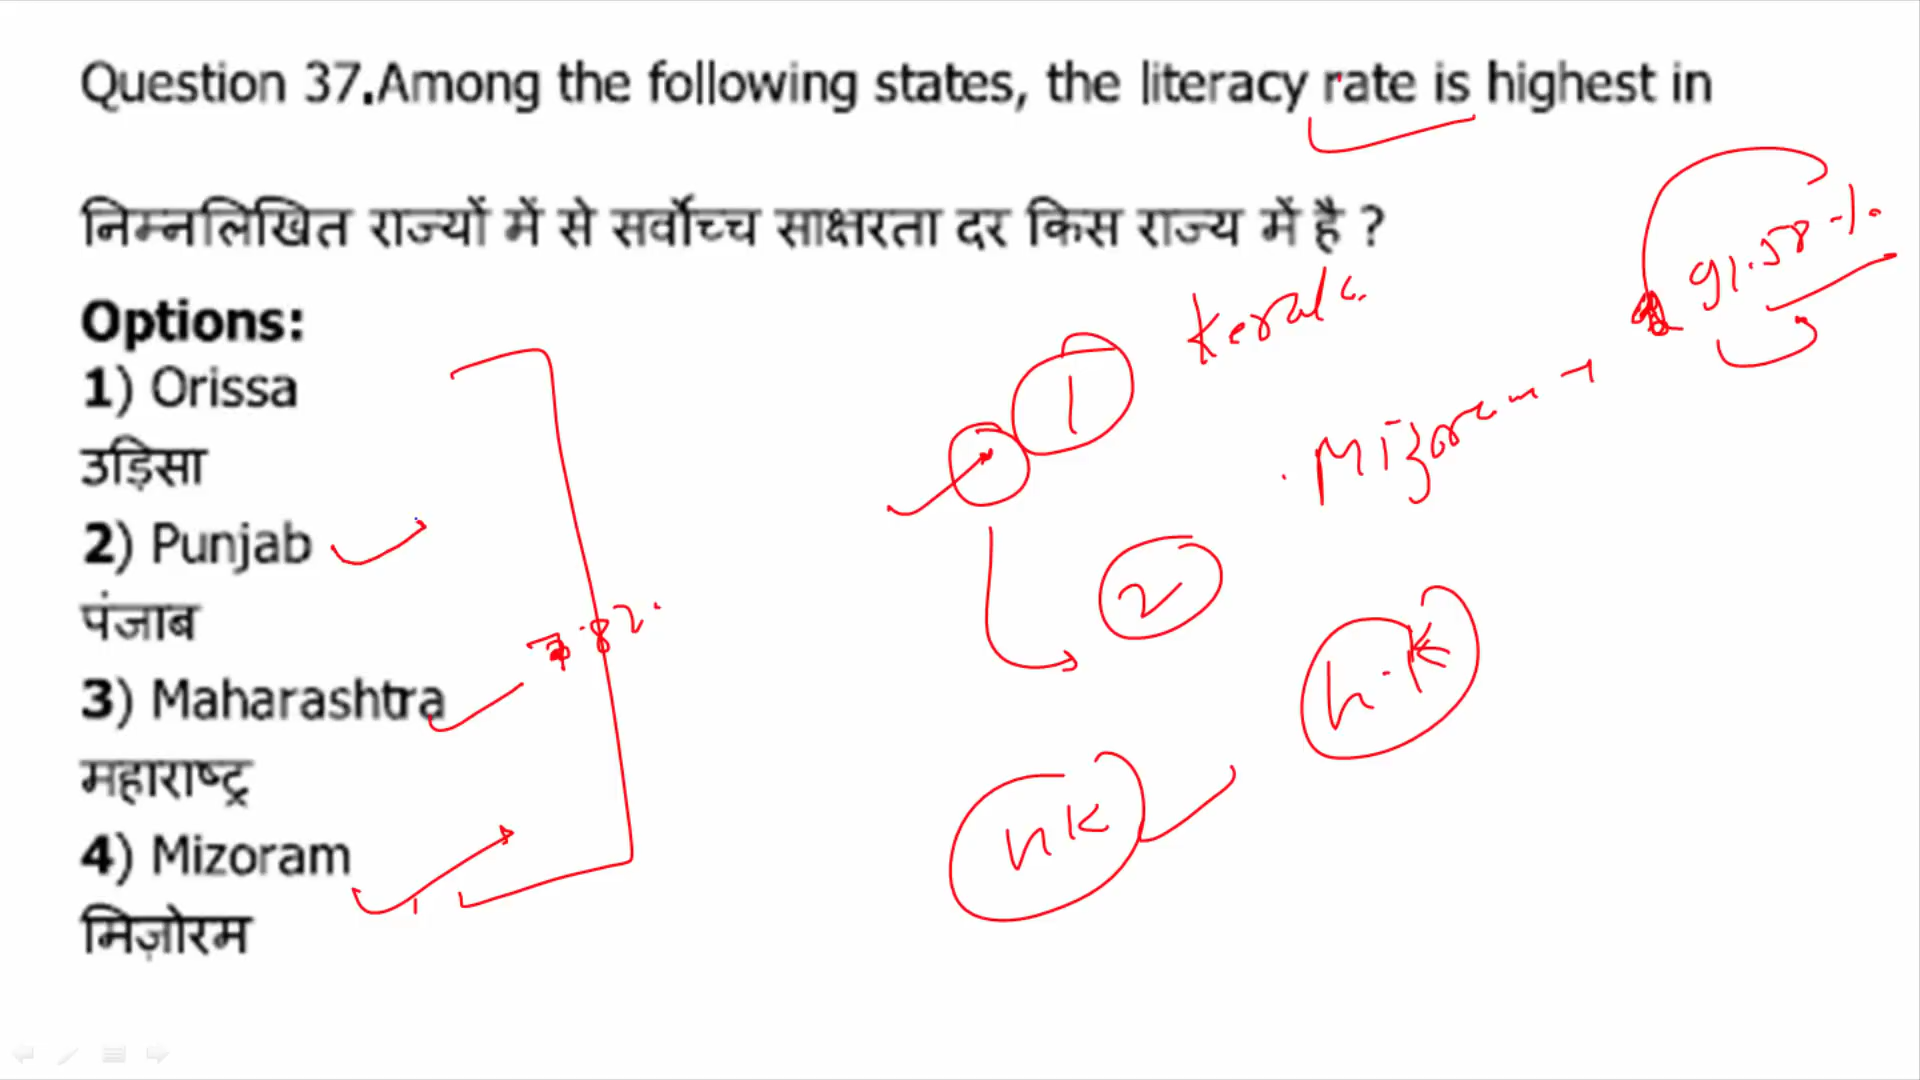 Question 37.Among the following states, the literacy rate is highest in
निम्नलिखित राज्यों में से सर्वोच्च साक्षरता दर किस राज्य में है ?
Options:
1) Orissa
उड़िसा
2) Punjab
पंजाब
3) Maharashtra
महाराष्ट्र
4) Mizoram
मिज़ोरम
1
Kerala
Mizoram
91.58%
2